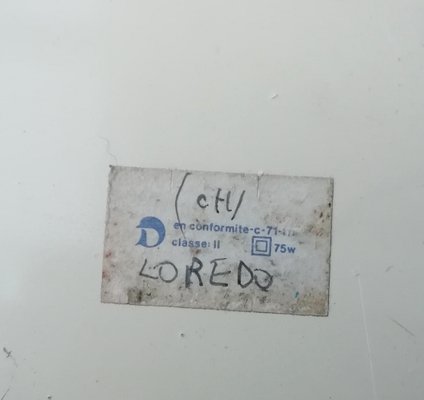 (cH/
D en conformite-c-71-
classe: II 75w
LOREDO